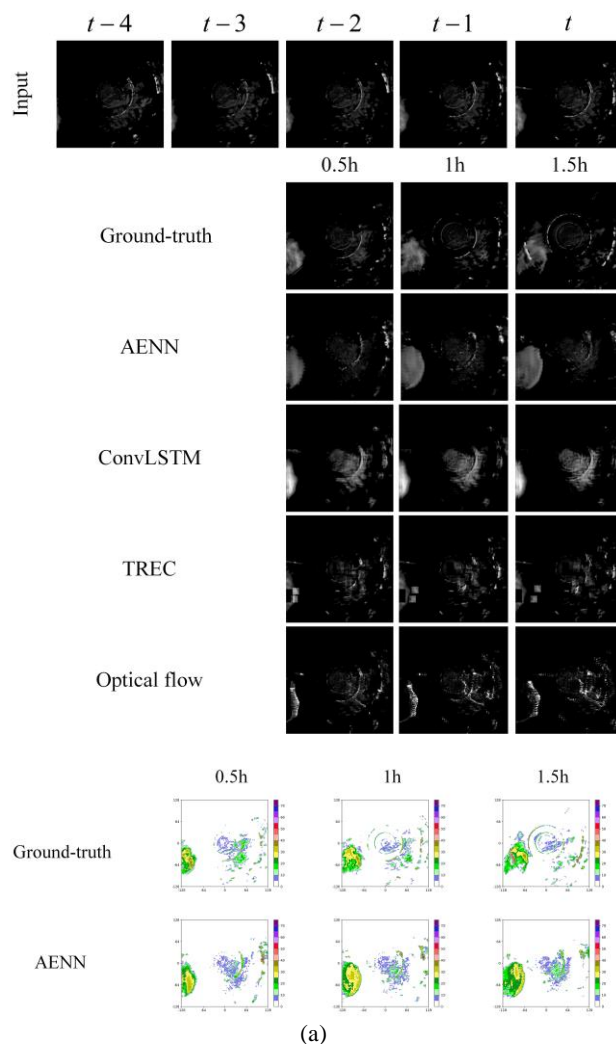 t − 4 t − 3 t − 2 t − 1 t
Input
0.5h 1h 1.5h
Ground-truth
AENN
ConvLSTM
TREC
Optical flow
0.5h 1h 1.5h
Ground-truth
AENN
(a)